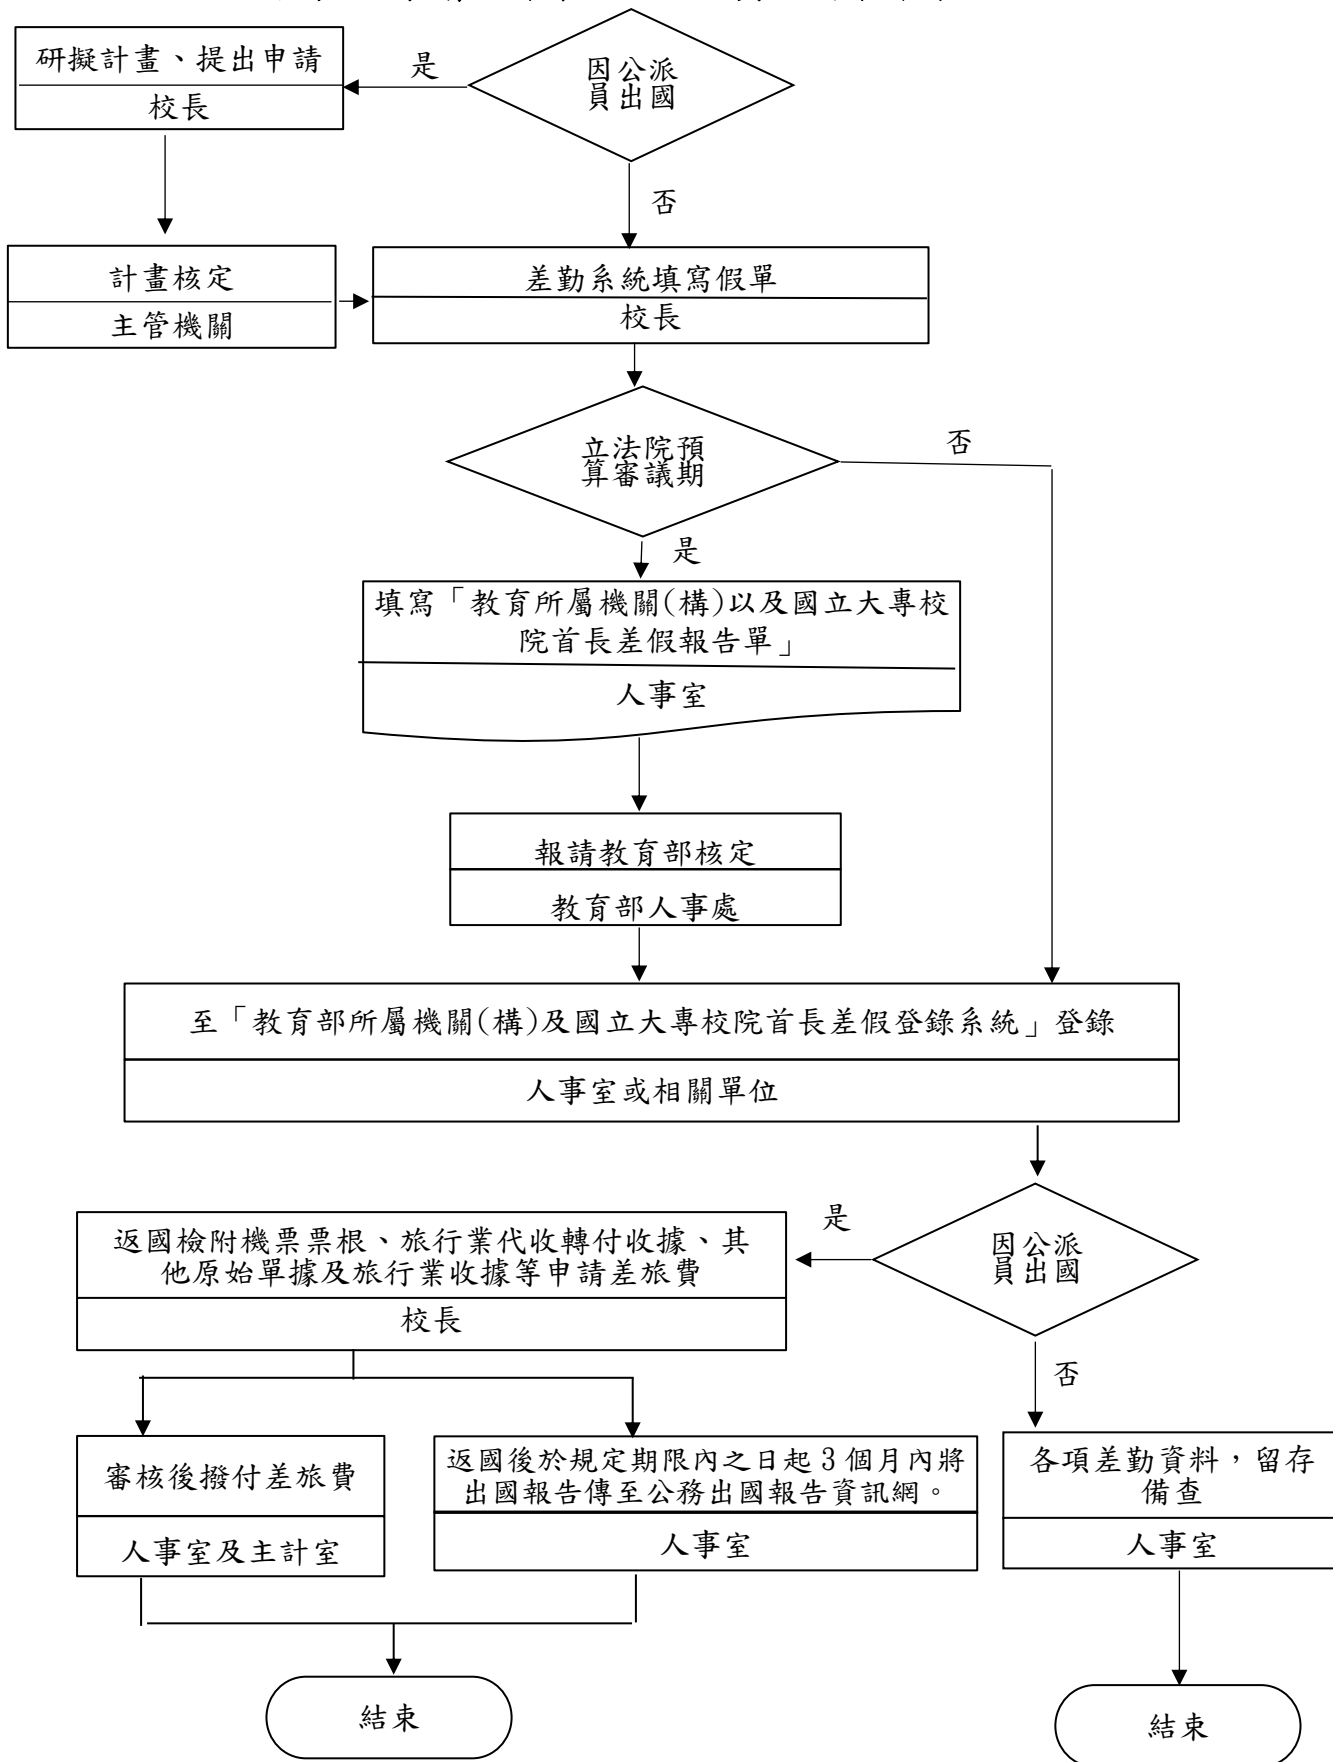 因公派
員出國
是
研擬計畫、提出申請
校長
否
計畫核定
主管機關
差勤系統填寫假單
校長
立法院預
算審議期
否
是
填寫「教育所屬機關(構)以及國立大專校
院首長差假報告單」
人事室
報請教育部核定
教育部人事處
至「教育部所屬機關(構)及國立大專校院首長差假登錄系統」登錄
人事室或相關單位
因公派
員出國
是
返國檢附機票票根、旅行業代收轉付收據、其
他原始單據及旅行業收據等申請差旅費
校長
否
審核後撥付差旅費
人事室及主計室
返國後於規定期限內之日起 3 個月內將
出國報告傳至公務出國報告資訊網。
人事室
各項差勤資料，留存
備查
人事室
結束
結束